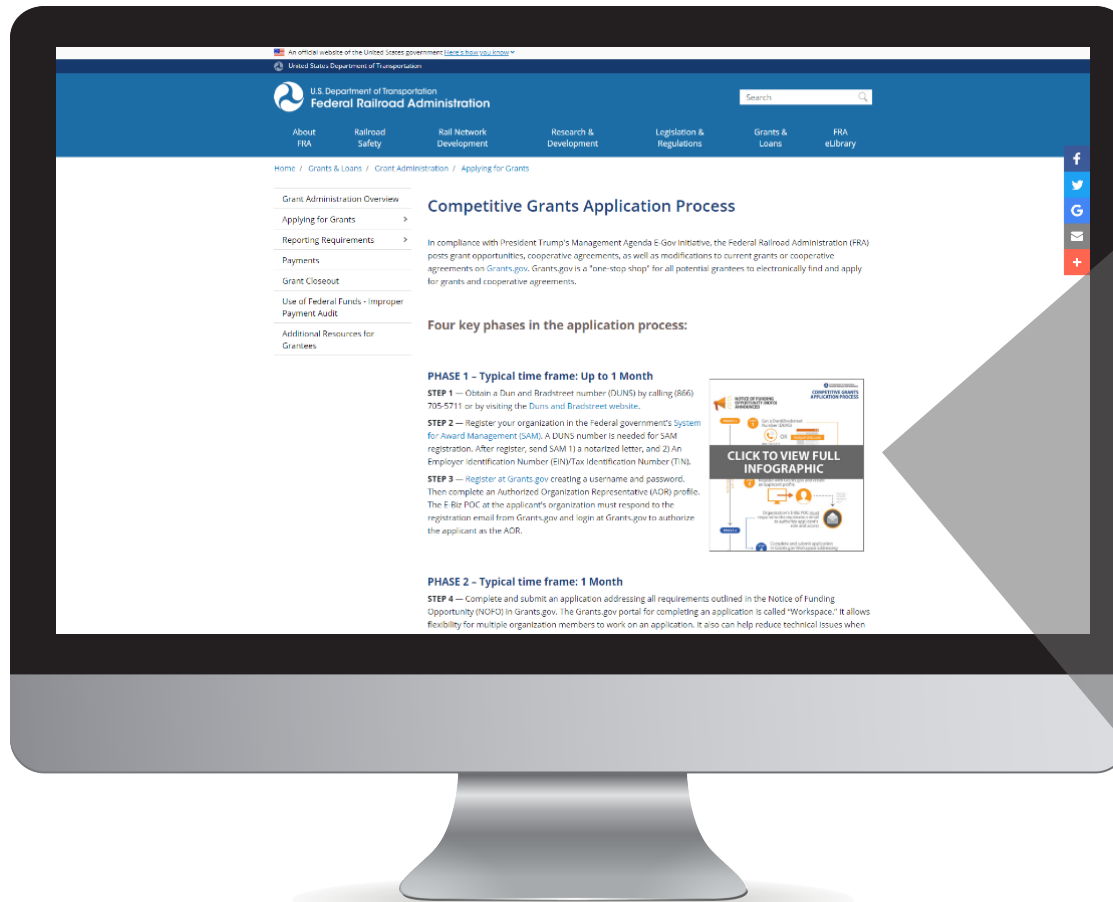 An official website of the United States government Here's how you know
United States Department of Transportation
U.S. Department of Transportation
Federal Railroad Administration
Search
About FRA
Railroad Safety
Rail Network Development
Research & Development
Legislation & Regulations
Grants & Loans
FRA eLibrary
Home / Grants & Loans / Grant Administration / Applying for Grants
Grant Administration Overview
Applying for Grants
Reporting Requirements
Payments
Grant Closeout
Use of Federal Funds - Improper
Payment Audit
Additional Resources for
Grantees
Competitive Grants Application Process
In compliance with President Trump's Management Agenda E-Gov Initiative, the Federal Railroad Administration (FRA)
posts grant opportunities, cooperative agreements, as well as modifications to current grants or cooperative
agreements on Grants.gov. Grants.gov is a "one-stop shop" for all potential grantees to electronically find and apply
for grants and cooperative agreements.
Four key phases in the application process:
PHASE 1 – Typical time frame: Up to 1 Month
STEP 1 — Obtain a Dun and Bradstreet number (DUNS) by calling (866)
705-5711 or by visiting the Duns and Bradstreet website.
STEP 2 — Register your organization in the Federal government's System
for Award Management (SAM). A DUNS number is needed for SAM
registration. After register, send SAM 1) a notarized letter, and 2) An
Employer Identification Number (EIN)/Tax Identification Number (TIN).
STEP 3 — Register at Grants.gov creating a username and password.
Then complete an Authorized Organization Representative (AOR) profile.
The E-Biz POC at the applicant's organization must respond to the
registration email from Grants.gov and login at Grants.gov to authorize
the applicant as the AOR.
COMPETITIVE GRANTS
APPLICATION PROCESS
NOTICE OF FUNDING
OPPORTUNITY (NOFO)
ANNOUNCED
OR
CLICK TO VIEW FULL
INFOGRAPHIC
PHASE 2 – Typical time frame: 1 Month
STEP 4 — Complete and submit an application addressing all requirements outlined in the Notice of Funding
Opportunity (NOFO) in Grants.gov. The Grants.gov portal for completing an application is called "Workspace." It allows
flexibility for multiple organization members to work on an application. It also can help reduce technical issues when